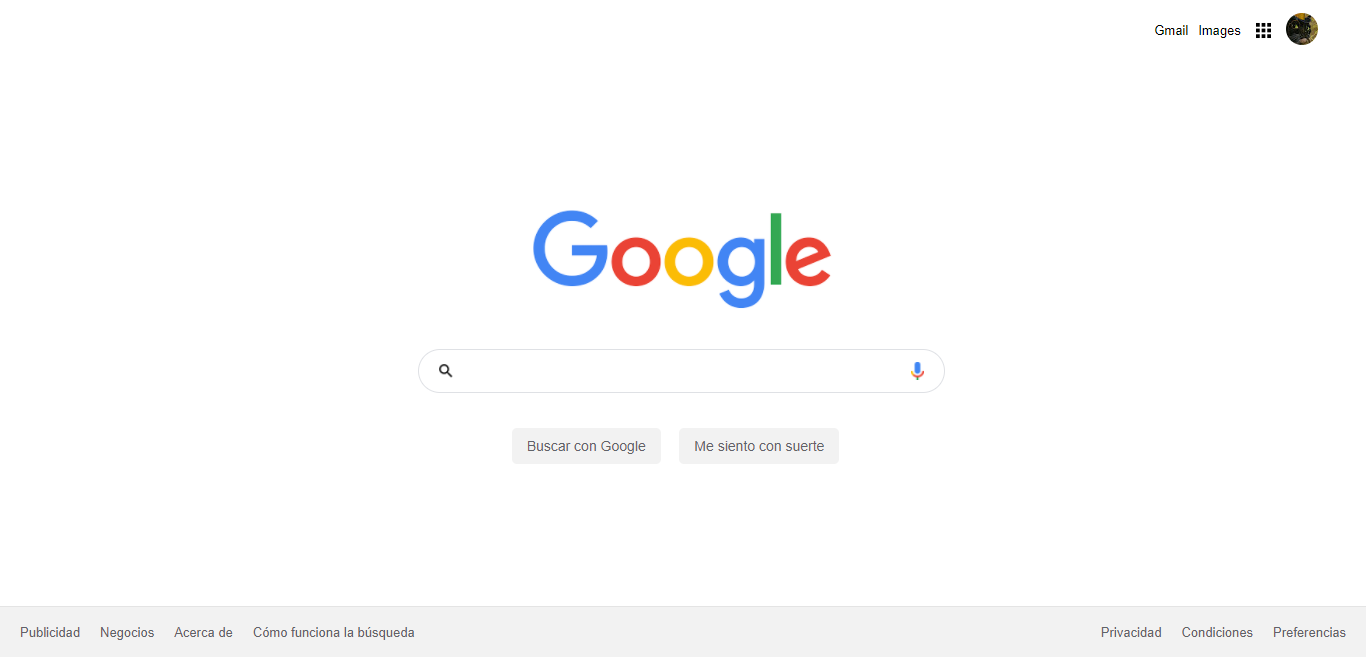 Gmail Images
Google
Buscar con Google Me siento con suerte
Publicidad Negocios Acerca de Cómo funciona la búsqueda Privacidad Condiciones Preferencias